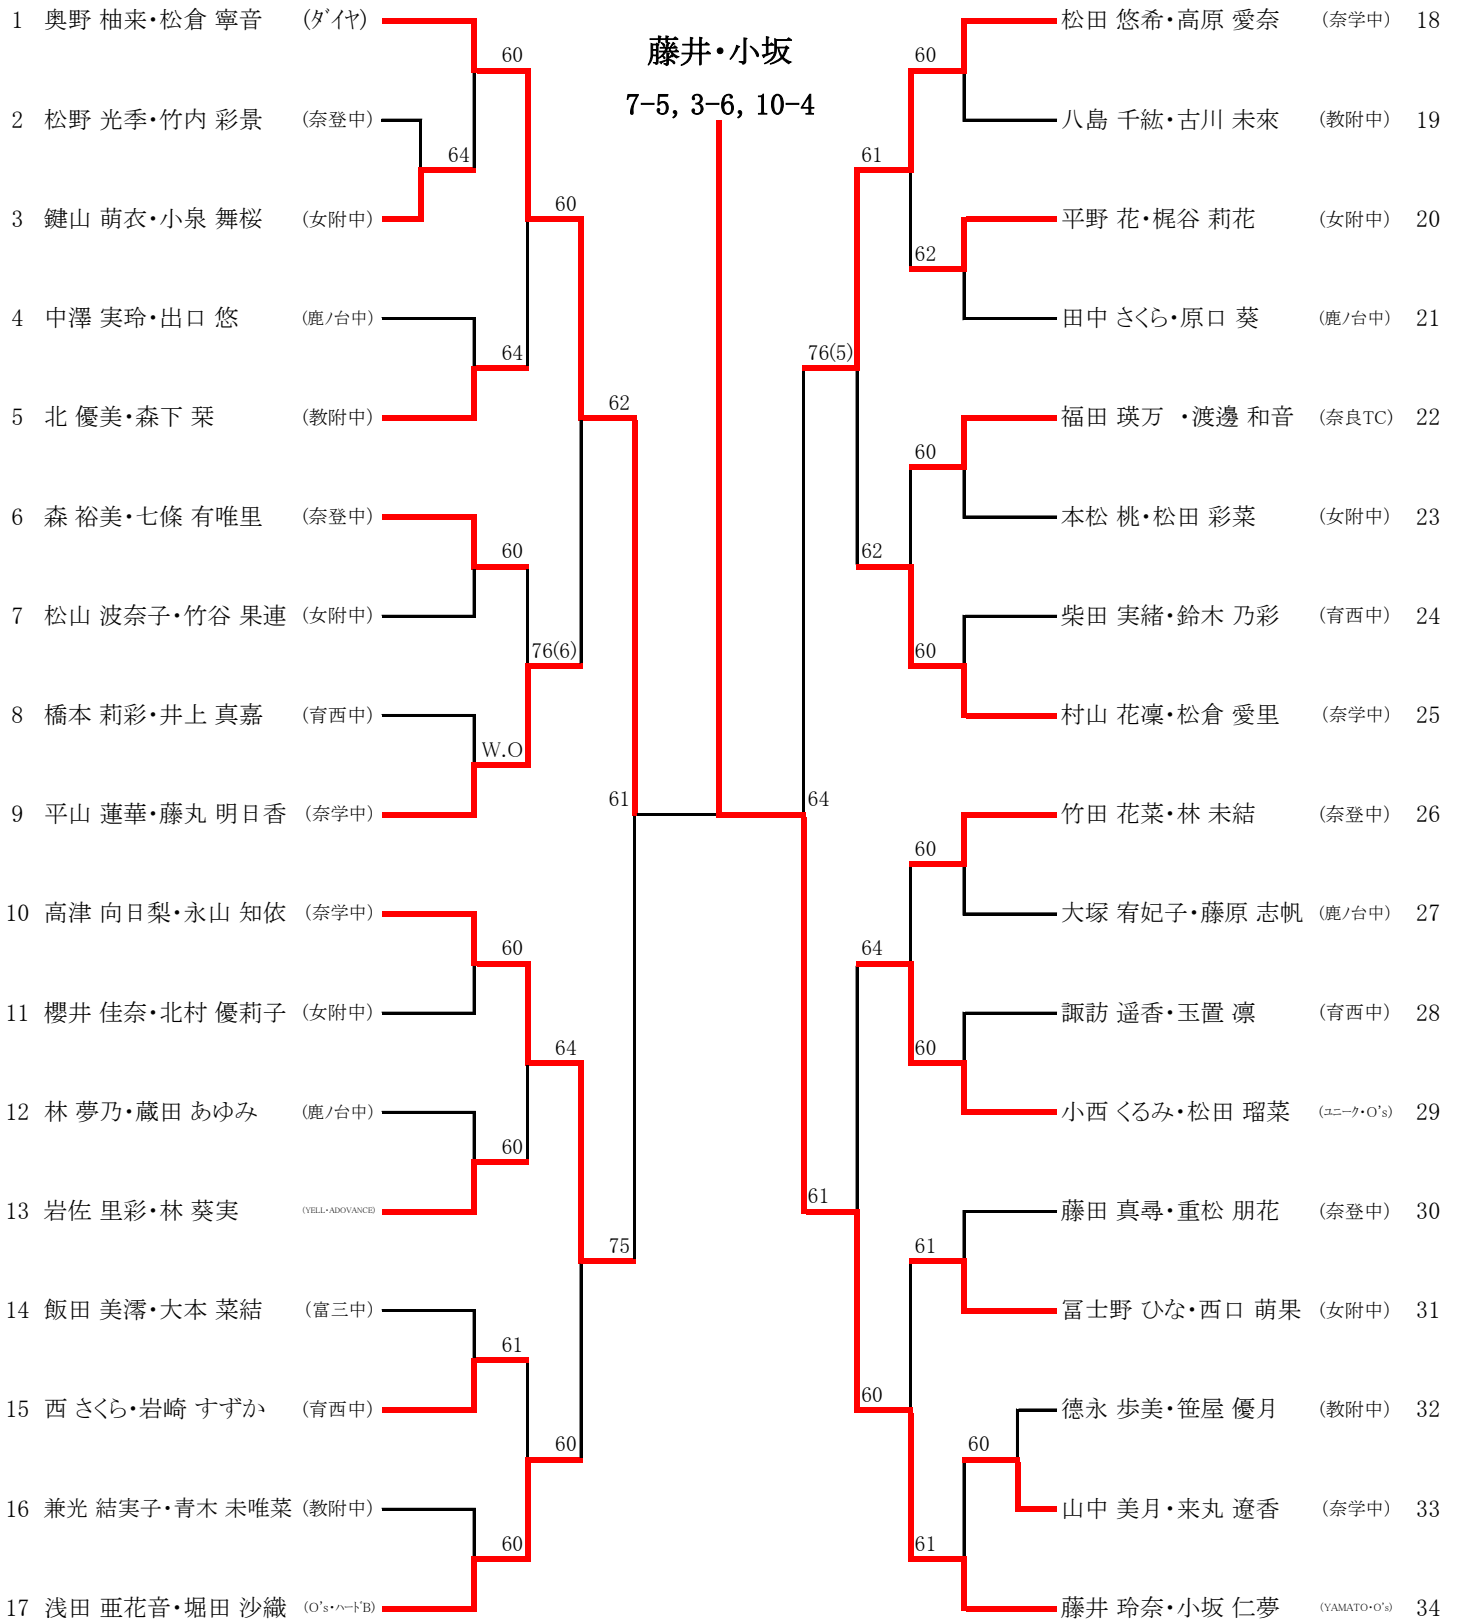 藤井・小坂
7-5, 3-6, 10-4
1 奥野 柚来・松倉 寧音 (ダイヤ)
60
2 松野 光季・竹内 彩景 (奈登中)
64
3 鍵山 萌衣・小泉 舞桜 (女附中)
60
4 中澤 実玲・出口 悠 (鹿ノ台中)
64
5 北 優美・森下 栞 (教附中)
62
6 森 裕美・七條 有唯里 (奈登中)
60
7 松山 波奈子・竹谷 果連 (女附中)
76(6)
8 橋本 莉彩・井上 真嘉 (育西中)
W.O
9 平山 蓮華・藤丸 明日香 (奈学中)
61
10 高津 向日梨・永山 知依 (奈学中)
60
11 櫻井 佳奈・北村 優莉子 (女附中)
64
12 林 夢乃・蔵田 あゆみ (鹿ノ台中)
60
13 岩佐 里彩・林 葵実 (YELL・ADOVANCE)
75
14 飯田 美澪・大本 菜結 (富三中)
61
15 西 さくら・岩崎 すずか (育西中)
60
16 兼光 結実子・青木 未唯菜 (教附中)
60
17 浅田 亜花音・堀田 沙織 (O's・ハードB)
松田 悠希・高原 愛奈 (奈学中) 18
60
八島 千紘・古川 未來 (教附中) 19
61
平野 花・梶谷 莉花 (女附中) 20
62
田中 さくら・原口 葵 (鹿ノ台中) 21
76(5)
福田 瑛万 ・渡邊 和音 (奈良TC) 22
60
本松 桃・松田 彩菜 (女附中) 23
62
柴田 実緒・鈴木 乃彩 (育西中) 24
60
村山 花凜・松倉 愛里 (奈学中) 25
64
竹田 花菜・林 未結 (奈登中) 26
60
大塚 宥妃子・藤原 志帆 (鹿ノ台中) 27
64
諏訪 遥香・玉置 凛 (育西中) 28
60
小西 くるみ・松田 瑠菜 (ユニーク・O's) 29
61
藤田 真尋・重松 朋花 (奈登中) 30
61
冨士野 ひな・西口 萌果 (女附中) 31
60
德永 歩美・笹屋 優月 (教附中) 32
60
山中 美月・来丸 遼香 (奈学中) 33
61
藤井 玲奈・小坂 仁夢 (YAMATO・O's) 34